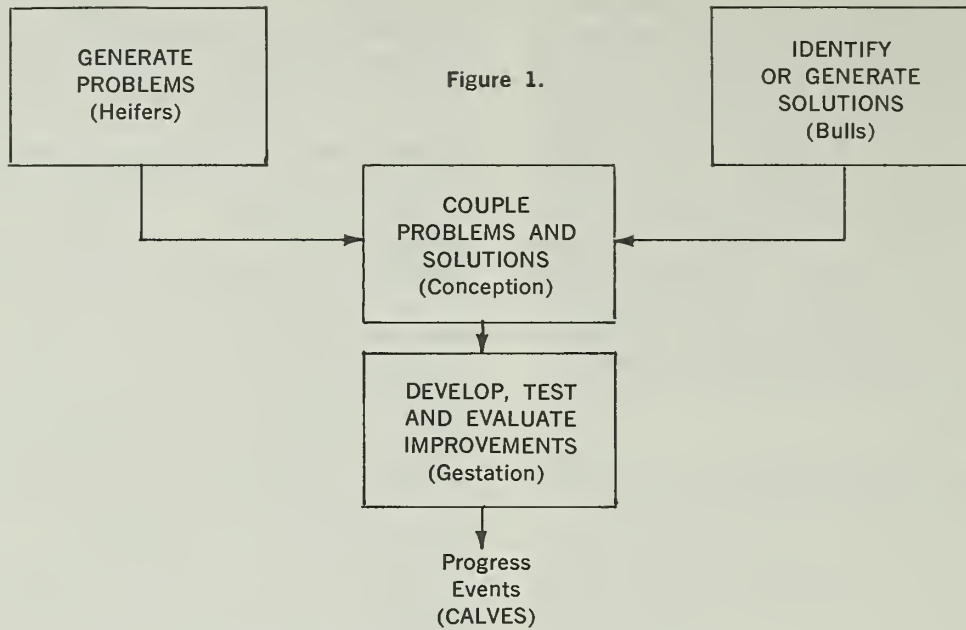 GENERATE
PROBLEMS
(Heifers)
Figure 1.
IDENTIFY
OR GENERATE
SOLUTIONS
(Bulls)
COUPLE
PROBLEMS AND
SOLUTIONS
(Conception)
DEVELOP, TEST
AND EVALUATE
IMPROVEMENTS
(Gestation)
Progress
Events
(CALVES)